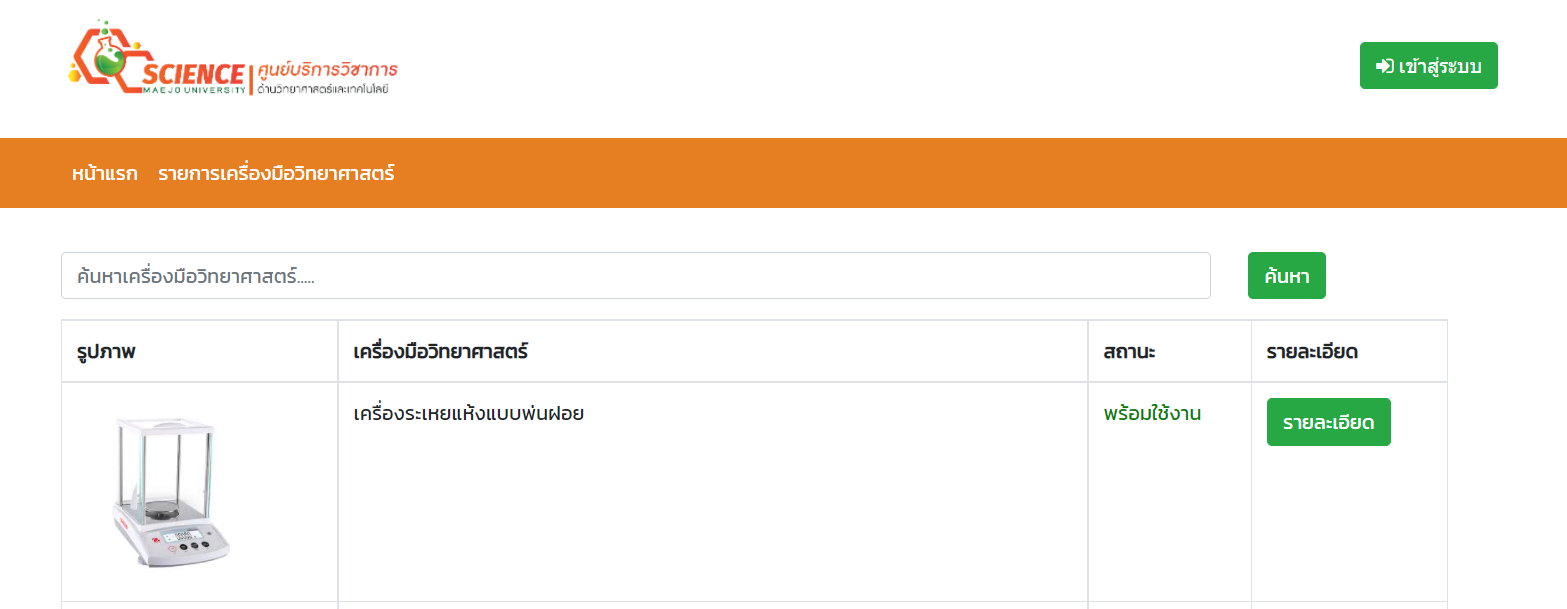 SCIENCE
MAEJO UNIVERSITY
ศูนย์บริการวิชาการ
ด้านวิทยาศาสตร์และเทคโนโลยี
เข้าสู่ระบบ
หน้าแรก รายการเครื่องมือวิทยาศาสตร์
ค้นหาเครื่องมือวิทยาศาสตร์.....
ค้นหา
รูปภาพ เครื่องมือวิทยาศาสตร์ สถานะ รายละเอียด
เครื่องระเหยแห้งแบบพ่นฝอย พร้อมใช้งาน รายละเอียด